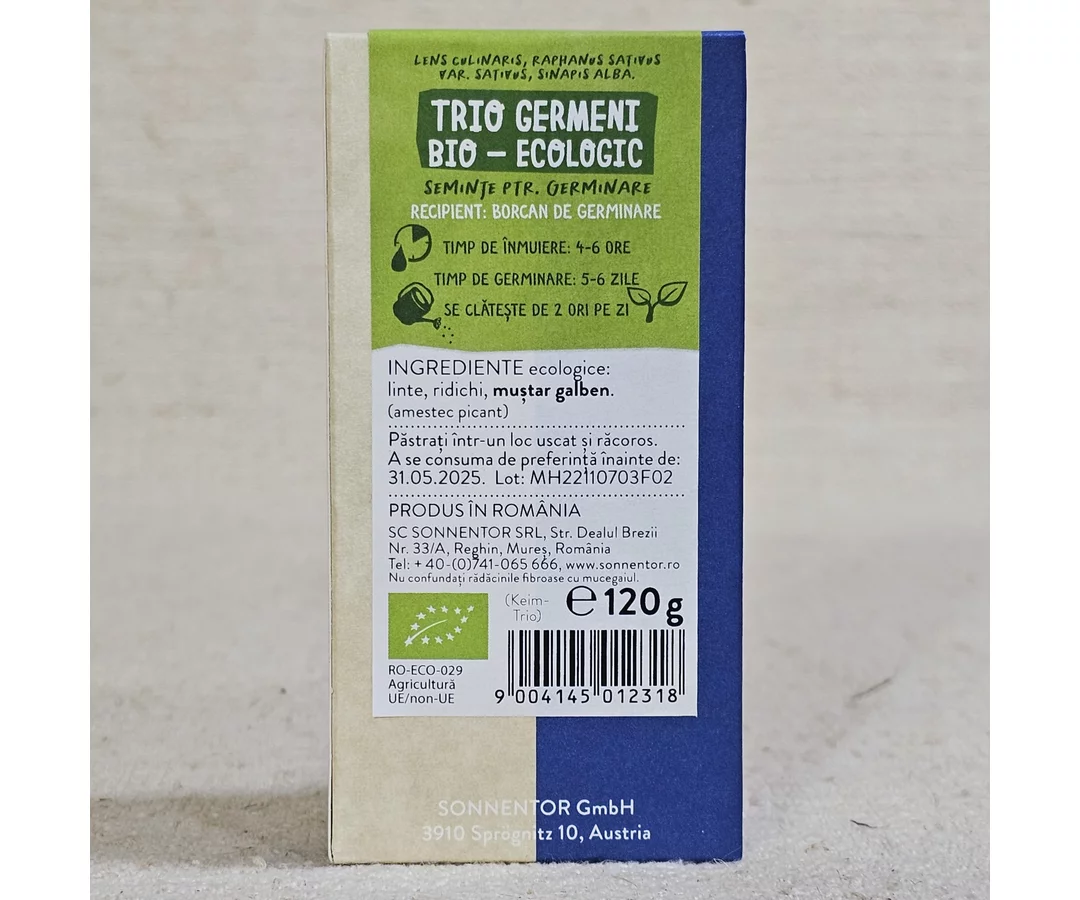 LENS CULINARIS, RAPHANUS SATIVUS
VAR. SATIVUS, SINAPIS ALBA.
TRIO GERMENI
BIO – ECOLOGIC
SEMINȚE PTR. GERMINARE
RECIPIENT: BORCAN DE GERMINARE
TIMP DE ÎNMUIERE: 4-6 ORE
TIMP DE GERMINARE: 5-6 ZILE
SE CLĂTEȘTE DE 2 ORI PE ZI
INGREDIENTE ecologice:
linte, ridichi, muștar galben.
(amestec picant)
Păstrați într-un loc uscat și răcoros.
A se consuma de preferință înainte de:
31.05.2025. Lot: MH22110703F02
PRODUS ÎN ROMÂNIA
SC SONNENTOR SRL, Str. Dealul Brezii
Nr. 33/A, Reghin, Mureș, România
Tel: + 40-(0)741-065 666, www.sonnentor.ro
Nu confundați rădăcinile fibroase cu mucegaiul.
(Keim-
Trio)
℮ 120 g
RO-ECO-029
Agricultură
UE/non-UE
9 004145 012318
SONNENTOR GmbH
3910 Sprögnitz 10, Austria